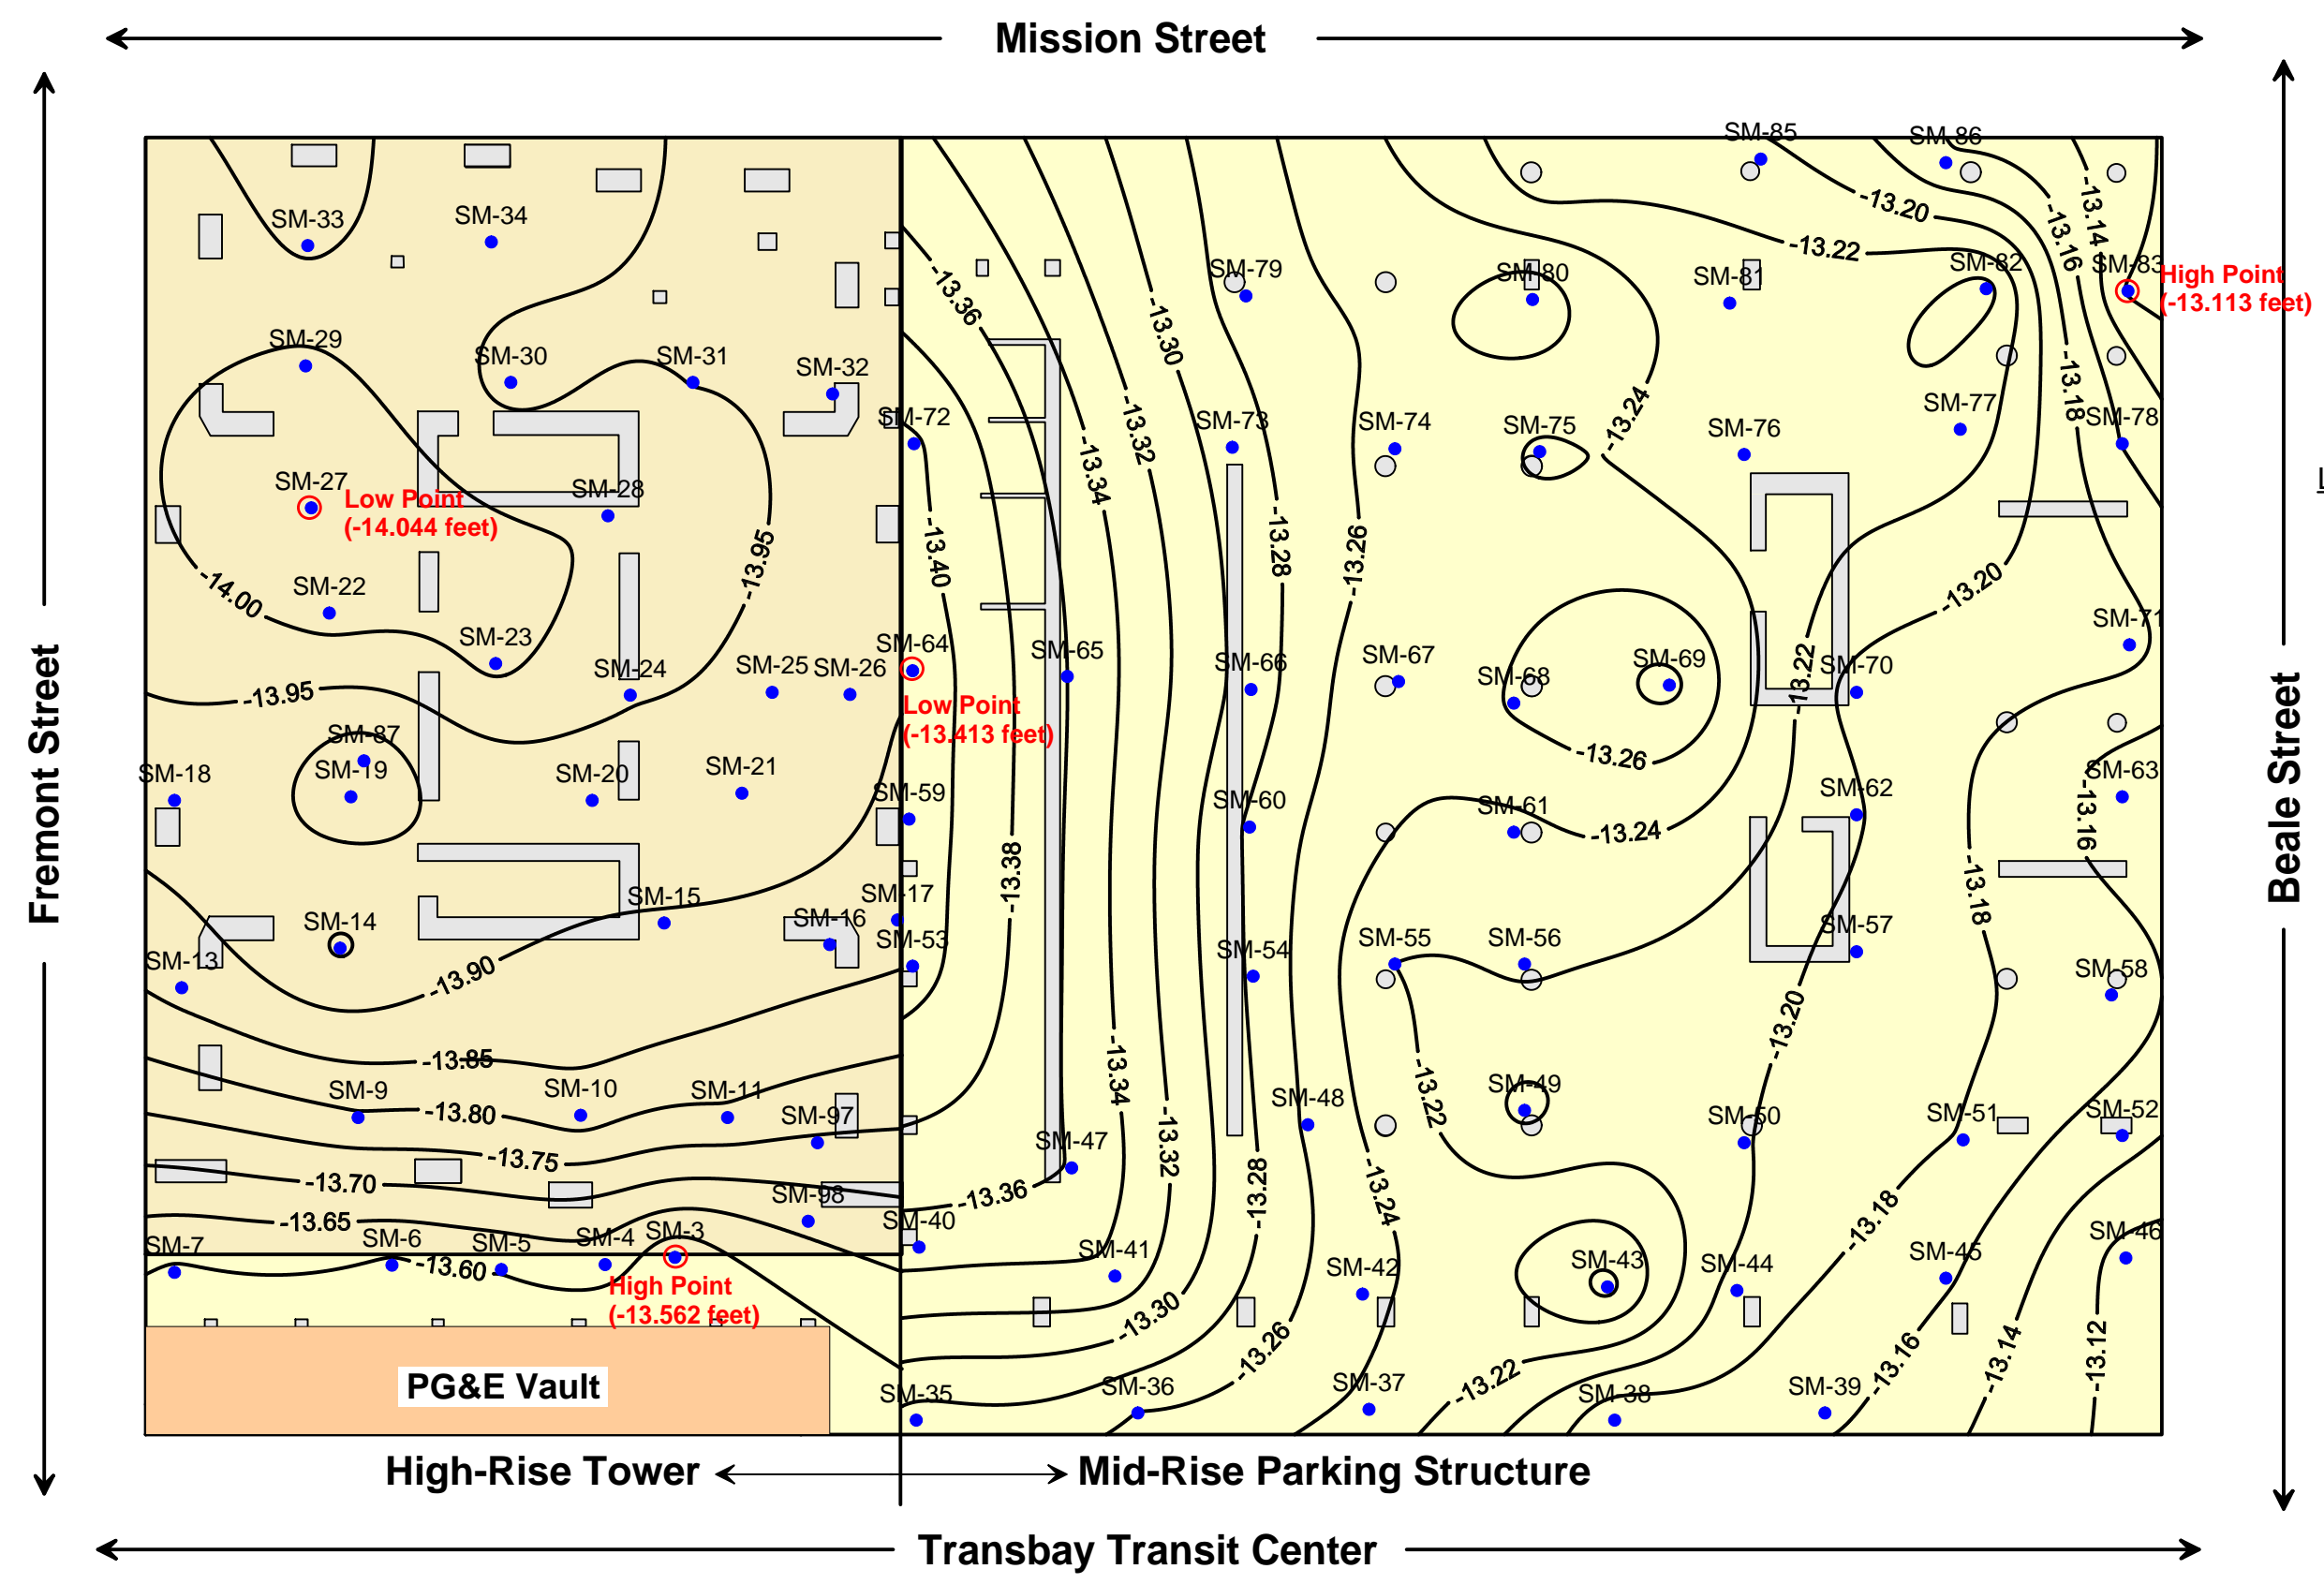 Mission Street
SM-85
SM-86
-13.20
-13.14
-13.16
SM-33
SM-34
-13.22
SM-82
SM-83
High Point
(-13.113 feet)
-13.36
SM-79
SM-80
SM-81
-13.30
SM-29
SM-30
SM-31
SM-32
-13.18
-13.24
SM-72
-13.32
SM-73
SM-74
SM-75
SM-76
SM-77
SM-78
-13.34
SM-27
Low Point
(-14.044 feet)
SM-28
-13.40
-13.28
-13.26
-13.95
-14.00
SM-22
-13.20
SM-71
SM-23
SM-64
SM-24
SM-25
SM-26
SM-65
SM-66
SM-67
SM-68
SM-69
-13.22
SM-70
-13.95
Low Point
(-13.413 feet)
SM-87
-13.26
SM-18
SM-19
SM-20
SM-21
SM-59
SM-60
SM-61
SM-62
SM-63
-13.24
-13.16
-13.38
-13.18
Fremont Street
Beale Street
SM-14
SM-15
SM-16
SM-17
SM-53
SM-54
SM-55
SM-56
SM-57
SM-13
-13.90
SM-58
-13.20
-13.85
-13.34
-13.22
SM-9
SM-10
SM-11
SM-97
SM-48
SM-49
SM-50
SM-51
SM-52
-13.80
-13.32
SM-47
-13.75
-13.70
-13.36
-13.28
-13.24
SM-98
-13.18
-13.65
SM-7
SM-6
SM-5
SM-4
SM-3
SM-40
SM-41
SM-42
SM-43
SM-44
SM-45
SM-46
-13.60
High Point
(-13.562 feet)
-13.30
-13.26
-13.22
-13.16
-13.14
-13.12
PG&E Vault
SM-35
SM-36
SM-37
SM-38
SM-39
High-Rise Tower
Mid-Rise Parking Structure
Transbay Transit Center